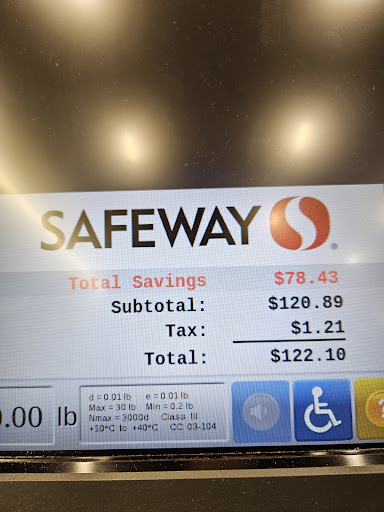 SAFEWAY ®
Total Savings $78.43
Subtotal: $120.89
Tax: $1.21
Total: $122.10
0.00 lb
d = 0.01 lb e = 0.01 lb
Max = 30 lb Min = 0.2 lb
Nmax = 3000d Class III
+10°C to +40°C CC: 03-104
?